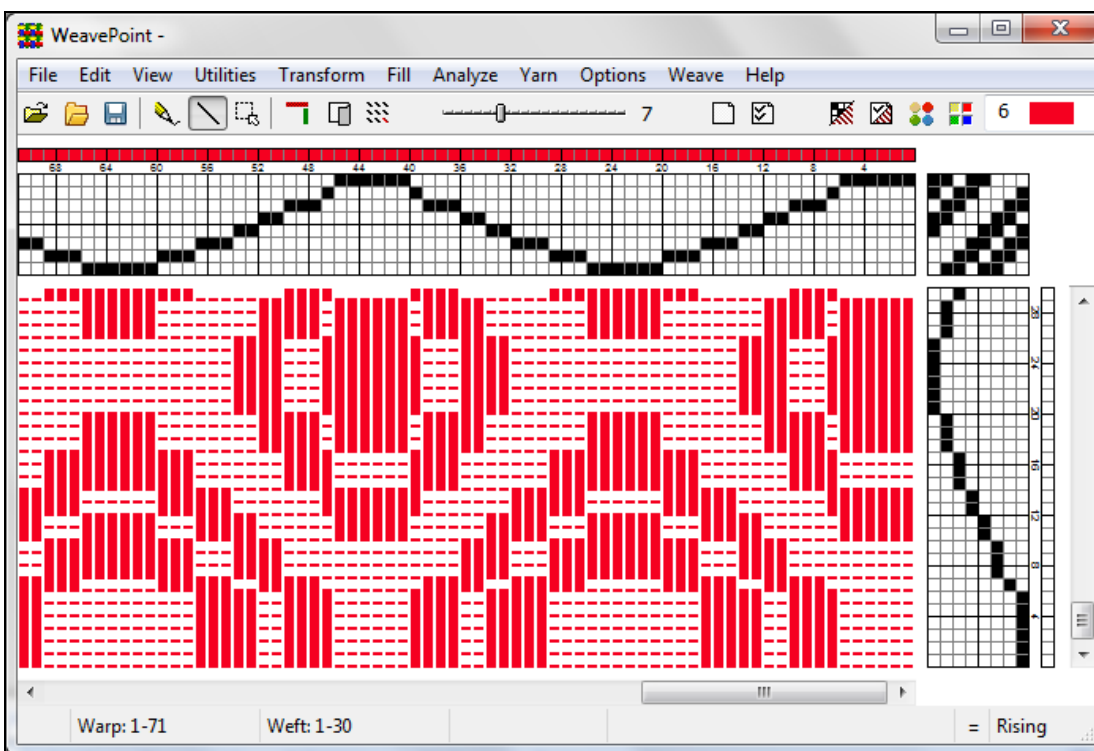 WeavePoint -
File Edit View Utilities Transform Fill Analyze Yarn Options Weave Help
7 6
68 64 60 56 52 48 44 40 36 32 28 24 20 16 12 8 4
28
24
20
16
12
8
4
Warp: 1-71 Weft: 1-30 = Rising